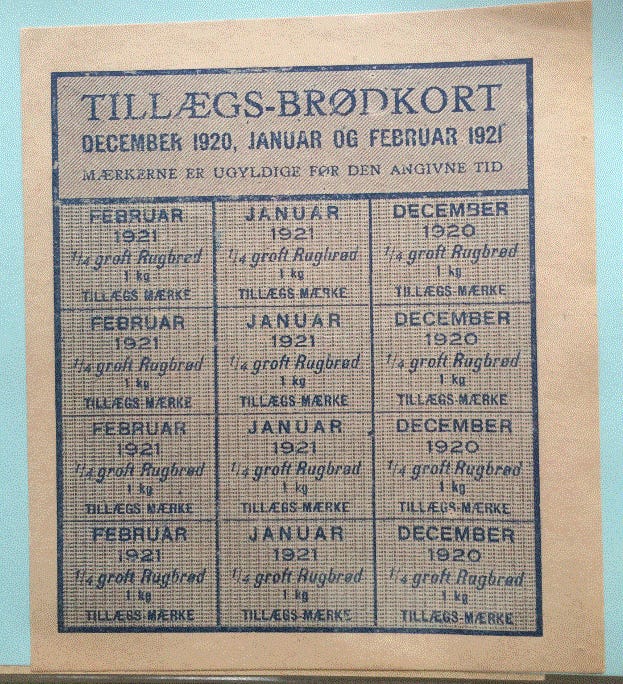 TILLÆGS-BRØDKORT
DECEMBER 1920, JANUAR OG FEBRUAR 1921
MÆRKERNE ER UGYLDIGE FØR DEN ANGIVNE TID
FEBRUAR
1921
1/4 groft Rugbrød
1 kg
TILLÆGS-MÆRKE
JANUAR
1921
1/4 groft Rugbrød
1 kg
TILLÆGS-MÆRKE
DECEMBER
1920
1/4 groft Rugbrød
1 kg
TILLÆGS-MÆRKE
FEBRUAR
1921
1/4 groft Rugbrød
1 kg
TILLÆGS-MÆRKE
JANUAR
1921
1/4 groft Rugbrød
1 kg
TILLÆGS-MÆRKE
DECEMBER
1920
1/4 groft Rugbrød
1 kg
TILLÆGS-MÆRKE
FEBRUAR
1921
1/4 groft Rugbrød
1 kg
TILLÆGS-MÆRKE
JANUAR
1921
1/4 groft Rugbrød
1 kg
TILLÆGS-MÆRKE
DECEMBER
1920
1/4 groft Rugbrød
1 kg
TILLÆGS-MÆRKE
FEBRUAR
1921
1/4 groft Rugbrød
1 kg
TILLÆGS-MÆRKE
JANUAR
1921
1/4 groft Rugbrød
1 kg
TILLÆGS-MÆRKE
DECEMBER
1920
1/4 groft Rugbrød
1 kg
TILLÆGS-MÆRKE